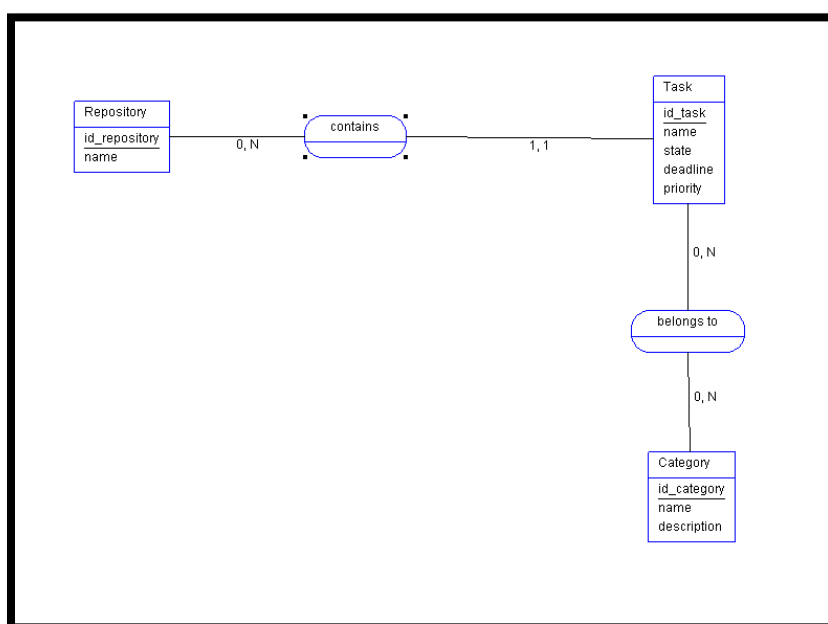 Repository
id_repository
name
contains
0, N
1, 1
Task
id_task
name
state
deadline
priority
0, N
belongs to
0, N
Category
id_category
name
description